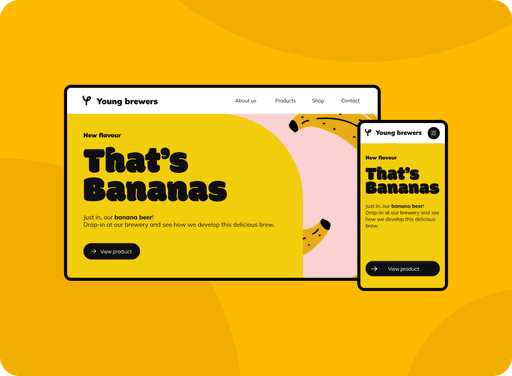 Young brewers
About us Products Shop Contact
New flavour
That's
Bananas
Just in, our banana beer!
Drop-in at our brewery and see how we develop this delicious brew.
View product
Young brewers
New flavour
That's
Bananas
Just in, our banana beer!
Drop-in at our brewery and see
how we develop this delicious
brew.
View product